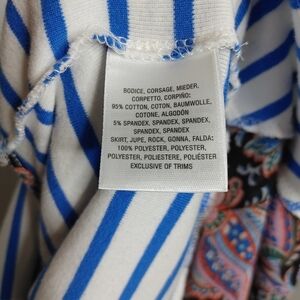 BODICE, CORSAGE, MIEDER,
CORPETTO, CORPIÑO:
95% COTTON, COTON, BAUMWOLLE,
COTONE, ALGODÓN
5% SPANDEX, SPANDEX, SPANDEX,
SPANDEX, SPANDEX
SKIRT, JUPE, ROCK, GONNA, FALDA:
100% POLYESTER, POLYESTER,
POLYESTER, POLIESTERE, POLIÉSTER
EXCLUSIVE OF TRIMS